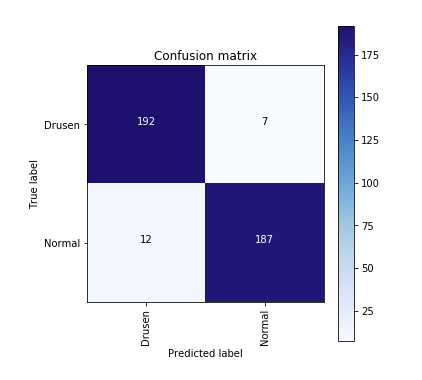 Confusion matrix
175
150
125
100
75
50
25
Drusen
192
7
True label
Normal
12
187
Drusen
Normal
Predicted label